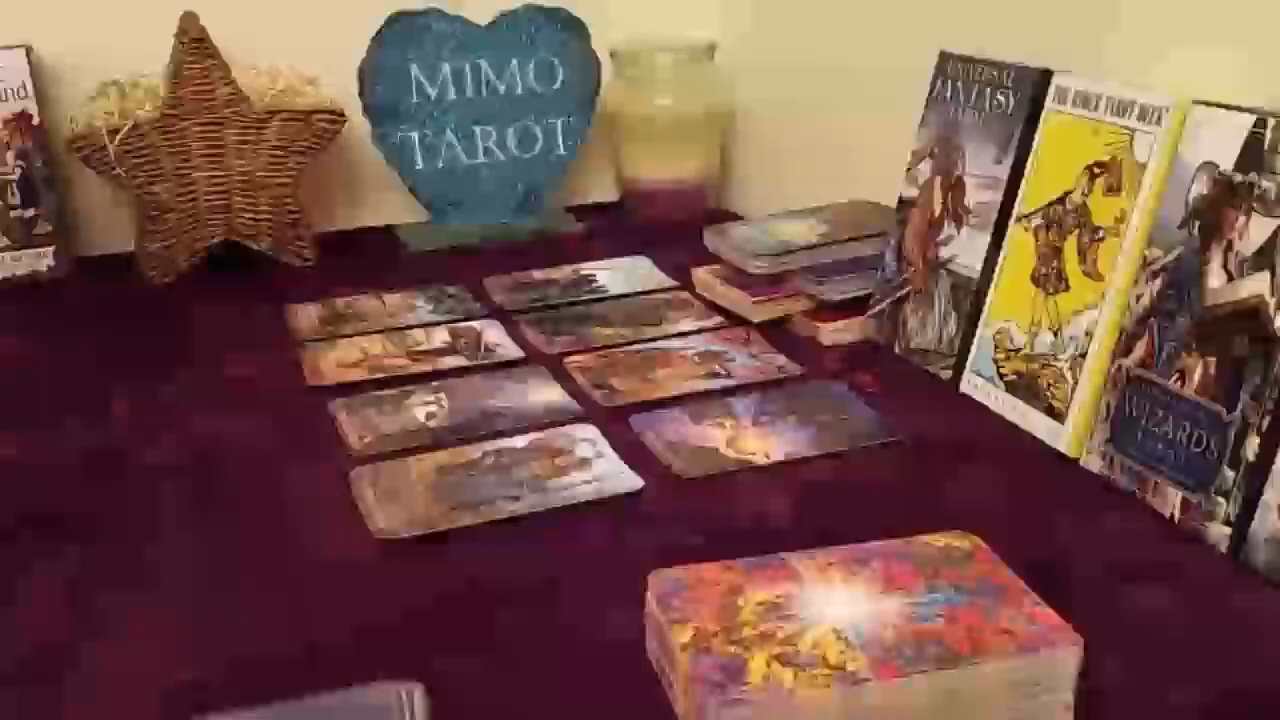 MIMO
TAROT
UNIVERSAL
FANTASY
THE RIDER TAROT DECK
WIZARDS